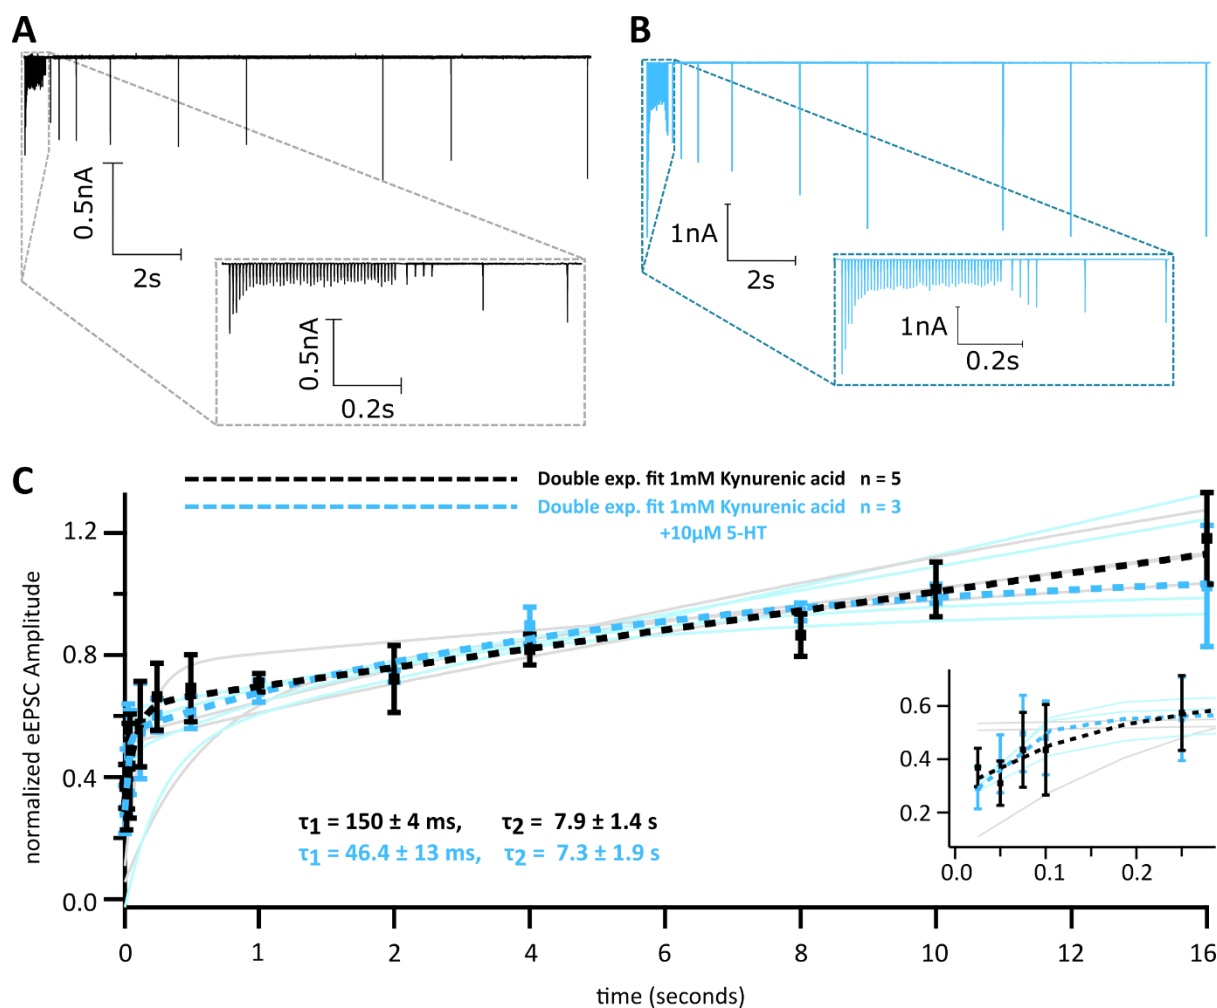 A
B
0.5nA
2s
0.5nA
0.2s
1nA
2s
1nA
0.2s
C
Double exp. fit 1mM Kynurenic acid n = 5
Double exp. fit 1mM Kynurenic acid n = 3
+10µM 5-HT
normalized eEPSC Amplitude
1.2
0.8
0.4
0.0
τ1 = 150 ± 4 ms, τ2 = 7.9 ± 1.4 s
τ1 = 46.4 ± 13 ms, τ2 = 7.3 ± 1.9 s
0.6
0.4
0.2
0.0 0.1 0.2
0 1 2 4 8 10 12 16
time (seconds)